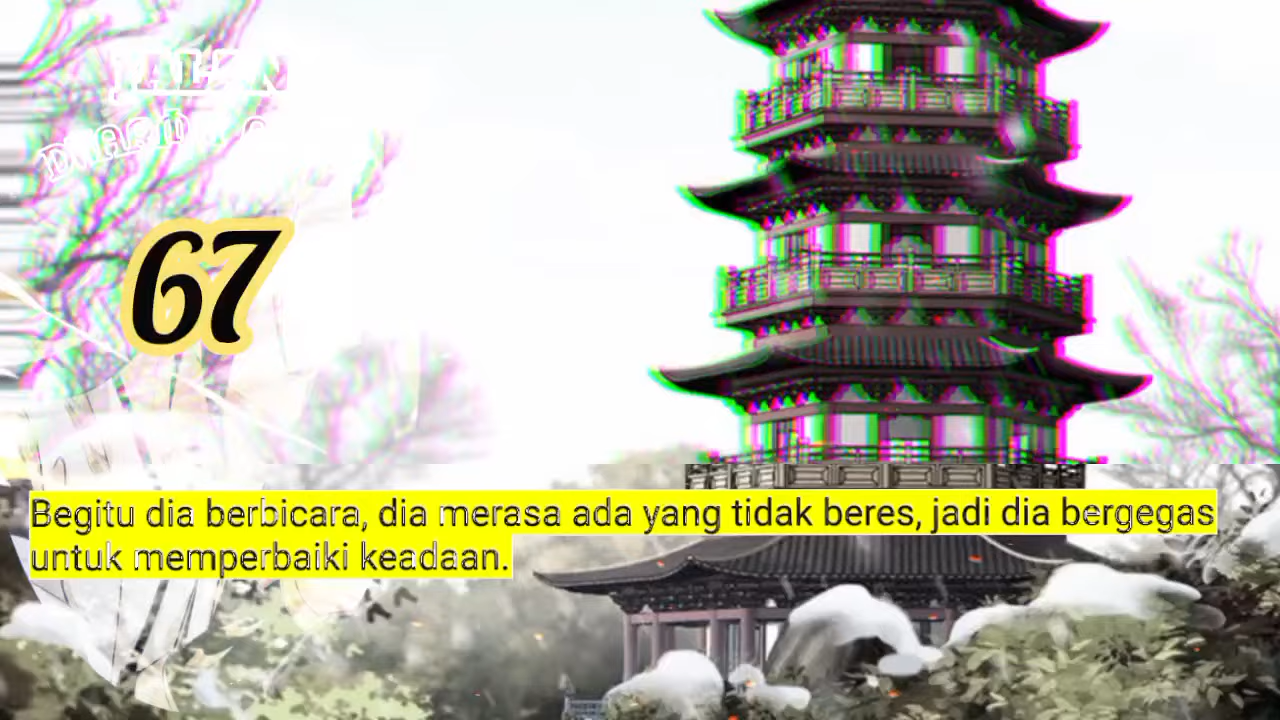 67
Begitu dia berbicara, dia merasa ada yang tidak beres, jadi dia bergegas
untuk memperbaiki keadaan.